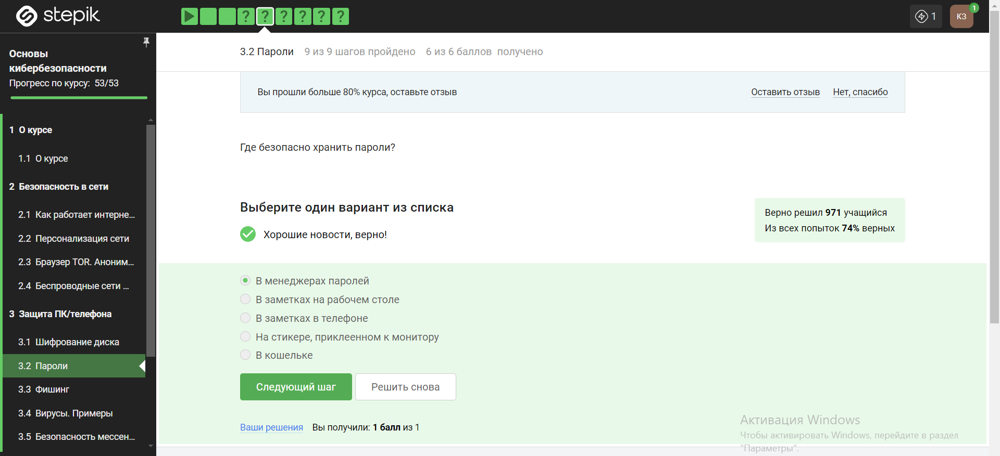 stepik
? ? ? ? ? ?
1
КЗ
1
Основы
кибербезопасности
Прогресс по курсу: 53/53
1 О курсе
1.1 О курсе
2 Безопасность в сети
2.1 Как работает интерне...
2.2 Персонализация сети
2.3 Браузер TOR. Аноним...
2.4 Беспроводные сети ...
3 Защита ПК/телефона
3.1 Шифрование диска
3.2 Пароли
3.3 Фишинг
3.4 Вирусы. Примеры
3.5 Безопасность мессен...
3.2 Пароли 9 из 9 шагов пройдено 6 из 6 баллов получено
Вы прошли больше 80% курса, оставьте отзыв Оставить отзыв Нет, спасибо
Где безопасно хранить пароли?
Выберите один вариант из списка
Хорошие новости, верно!
Верно решил 971 учащийся
Из всех попыток 74% верных
В менеджерах паролей
В заметках на рабочем столе
В заметках в телефоне
На стикере, приклеенном к монитору
В кошельке
Следующий шаг Решить снова
Ваши решения Вы получили: 1 балл из 1
Активация Windows
Чтобы активировать Windows, перейдите в раздел
"Параметры".